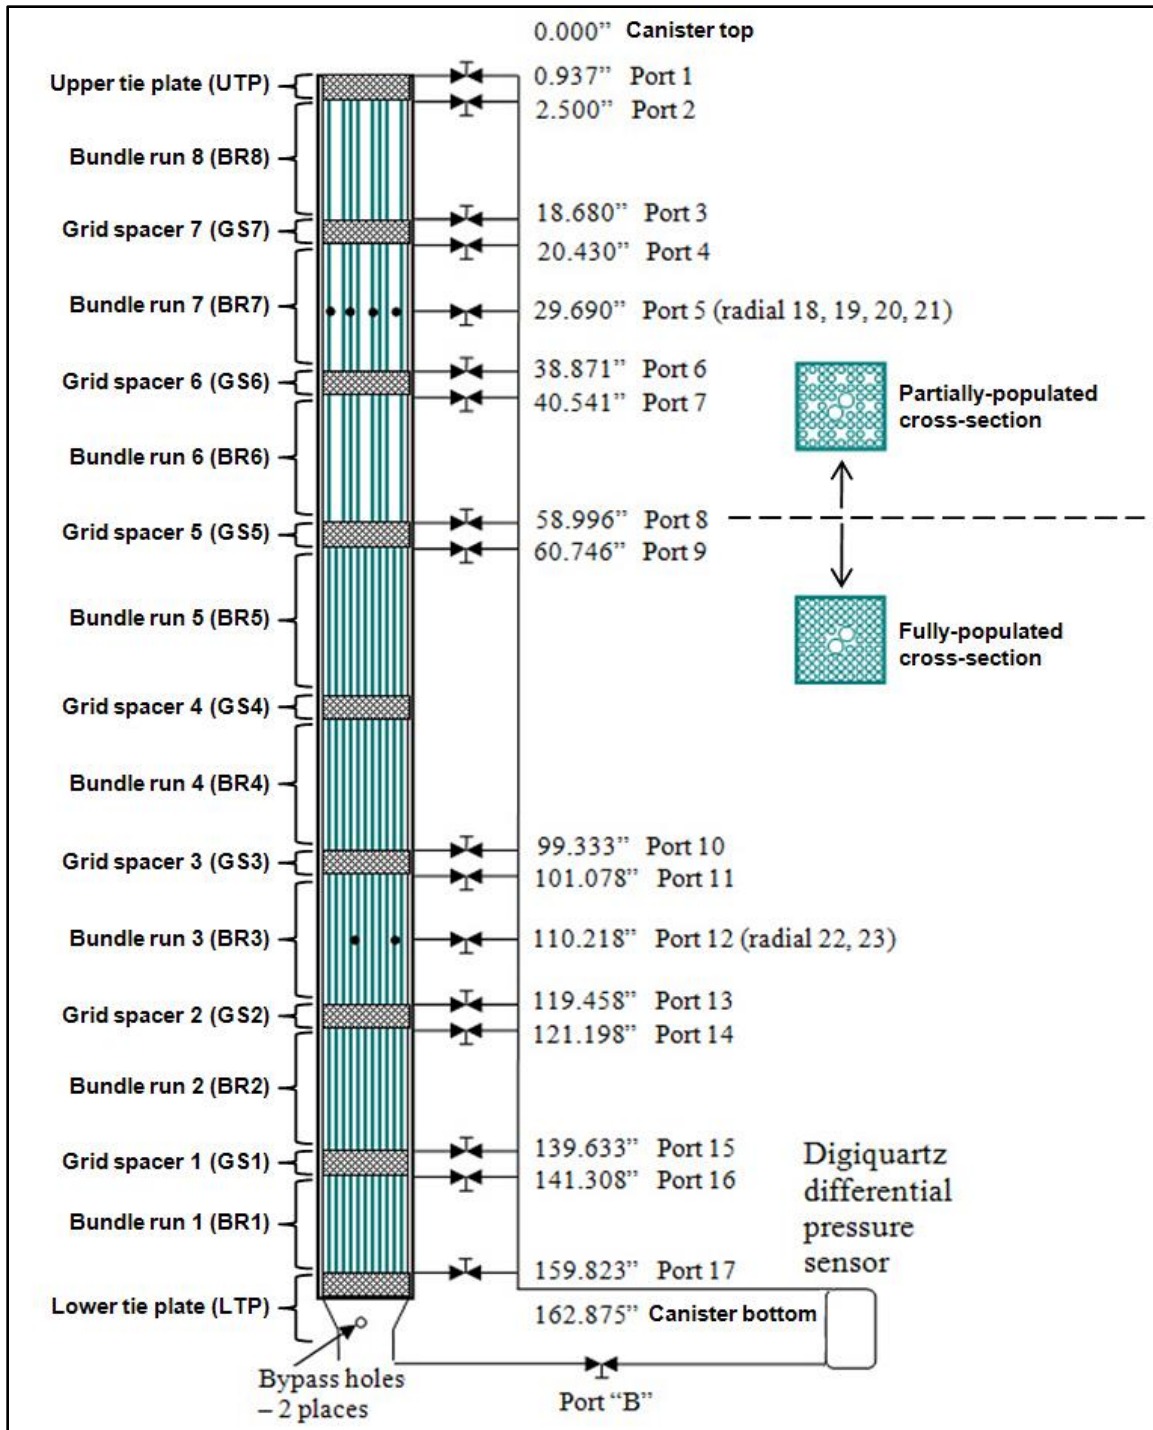 0.000” Canister top
Upper tie plate (UTP)
0.937” Port 1
2.500” Port 2
Bundle run 8 (BR8)
18.680” Port 3
Grid spacer 7 (GS7)
20.430” Port 4
Bundle run 7 (BR7)
29.690” Port 5 (radial 18, 19, 20, 21)
38.871” Port 6
Grid spacer 6 (GS6)
40.541” Port 7
Partially-populated
cross-section
Bundle run 6 (BR6)
58.996” Port 8
Grid spacer 5 (GS5)
60.746” Port 9
Bundle run 5 (BR5)
Fully-populated
cross-section
Grid spacer 4 (GS4)
Bundle run 4 (BR4)
99.333” Port 10
Grid spacer 3 (GS3)
101.078” Port 11
Bundle run 3 (BR3)
110.218” Port 12 (radial 22, 23)
119.458” Port 13
Grid spacer 2 (GS2)
121.198” Port 14
Bundle run 2 (BR2)
139.633” Port 15
Grid spacer 1 (GS1)
141.308” Port 16
Digiquartz
differential
pressure
sensor
Bundle run 1 (BR1)
159.823” Port 17
Lower tie plate (LTP)
162.875” Canister bottom
Bypass holes
– 2 places
Port “B”